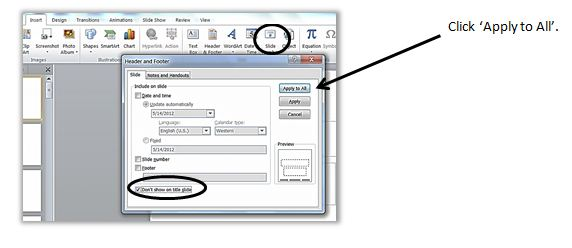 Click ‘Apply to All’.
Insert Design Transitions Animations Slide Show Review View
Clip Screenshot Photo Shapes SmartArt Chart Hyperlink Action Text Header WordArt Date Slide Object Equation Symbol
Art Album Box & Footer
Images Illustrations
Header and Footer
Slide Notes and Handouts
Include on slide
Date and time
Update automatically
5/14/2012
Language: Calendar type:
English (U.S.) Western
Fixed
5/14/2012
Slide number
Footer
Don't show on title slide
Apply to All
Apply
Cancel
Preview